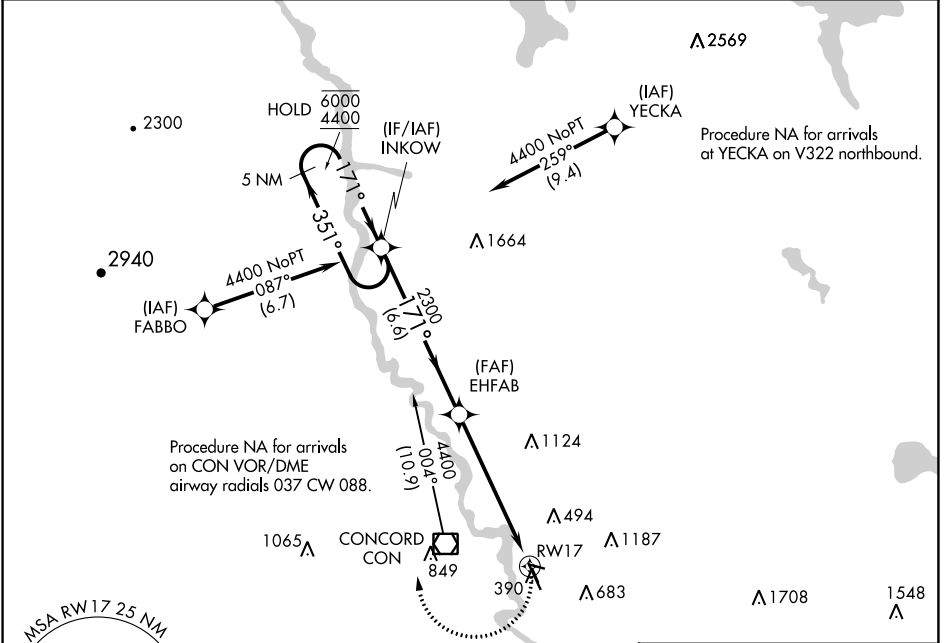 2569
2300
HOLD
6000
4400
(IF/IAF)
INKOW
(IAF)
YECKA
4400 NoPT
259°
(9.4)
Procedure NA for arrivals
at YECKA on V322 northbound.
5 NM
171°
351°
1664
2940
4400 NoPT
087°
(6.7)
(IAF)
FABBO
2300
171°
(6.6)
(FAF)
EHFAB
1124
Procedure NA for arrivals
on CON VOR/DME
airway radials 037 CW 088.
4400
004°
(10.9)
494
1187
1065
CONCORD
CON
849
RW17
390
683
1708
1548
MSA RW17 25 NM